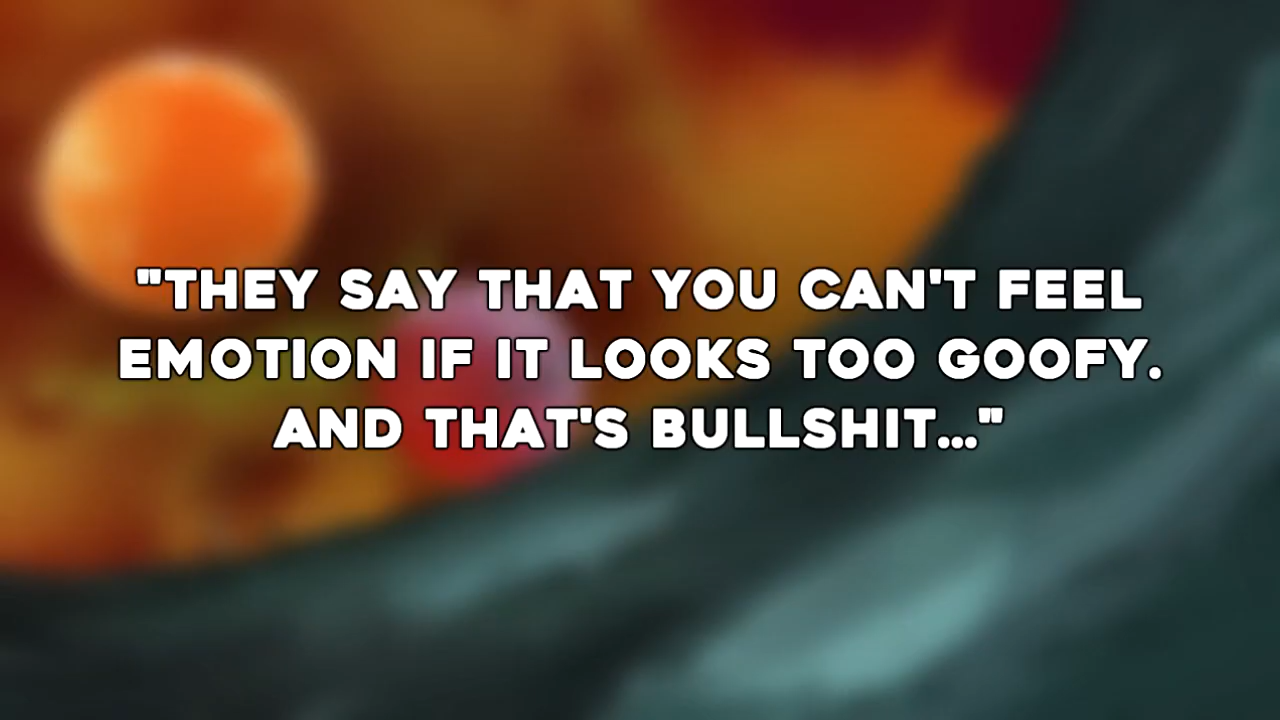 "THEY SAY THAT YOU CAN'T FEEL
EMOTION IF IT LOOKS TOO GOOFY.
AND THAT'S BULLSHIT..."